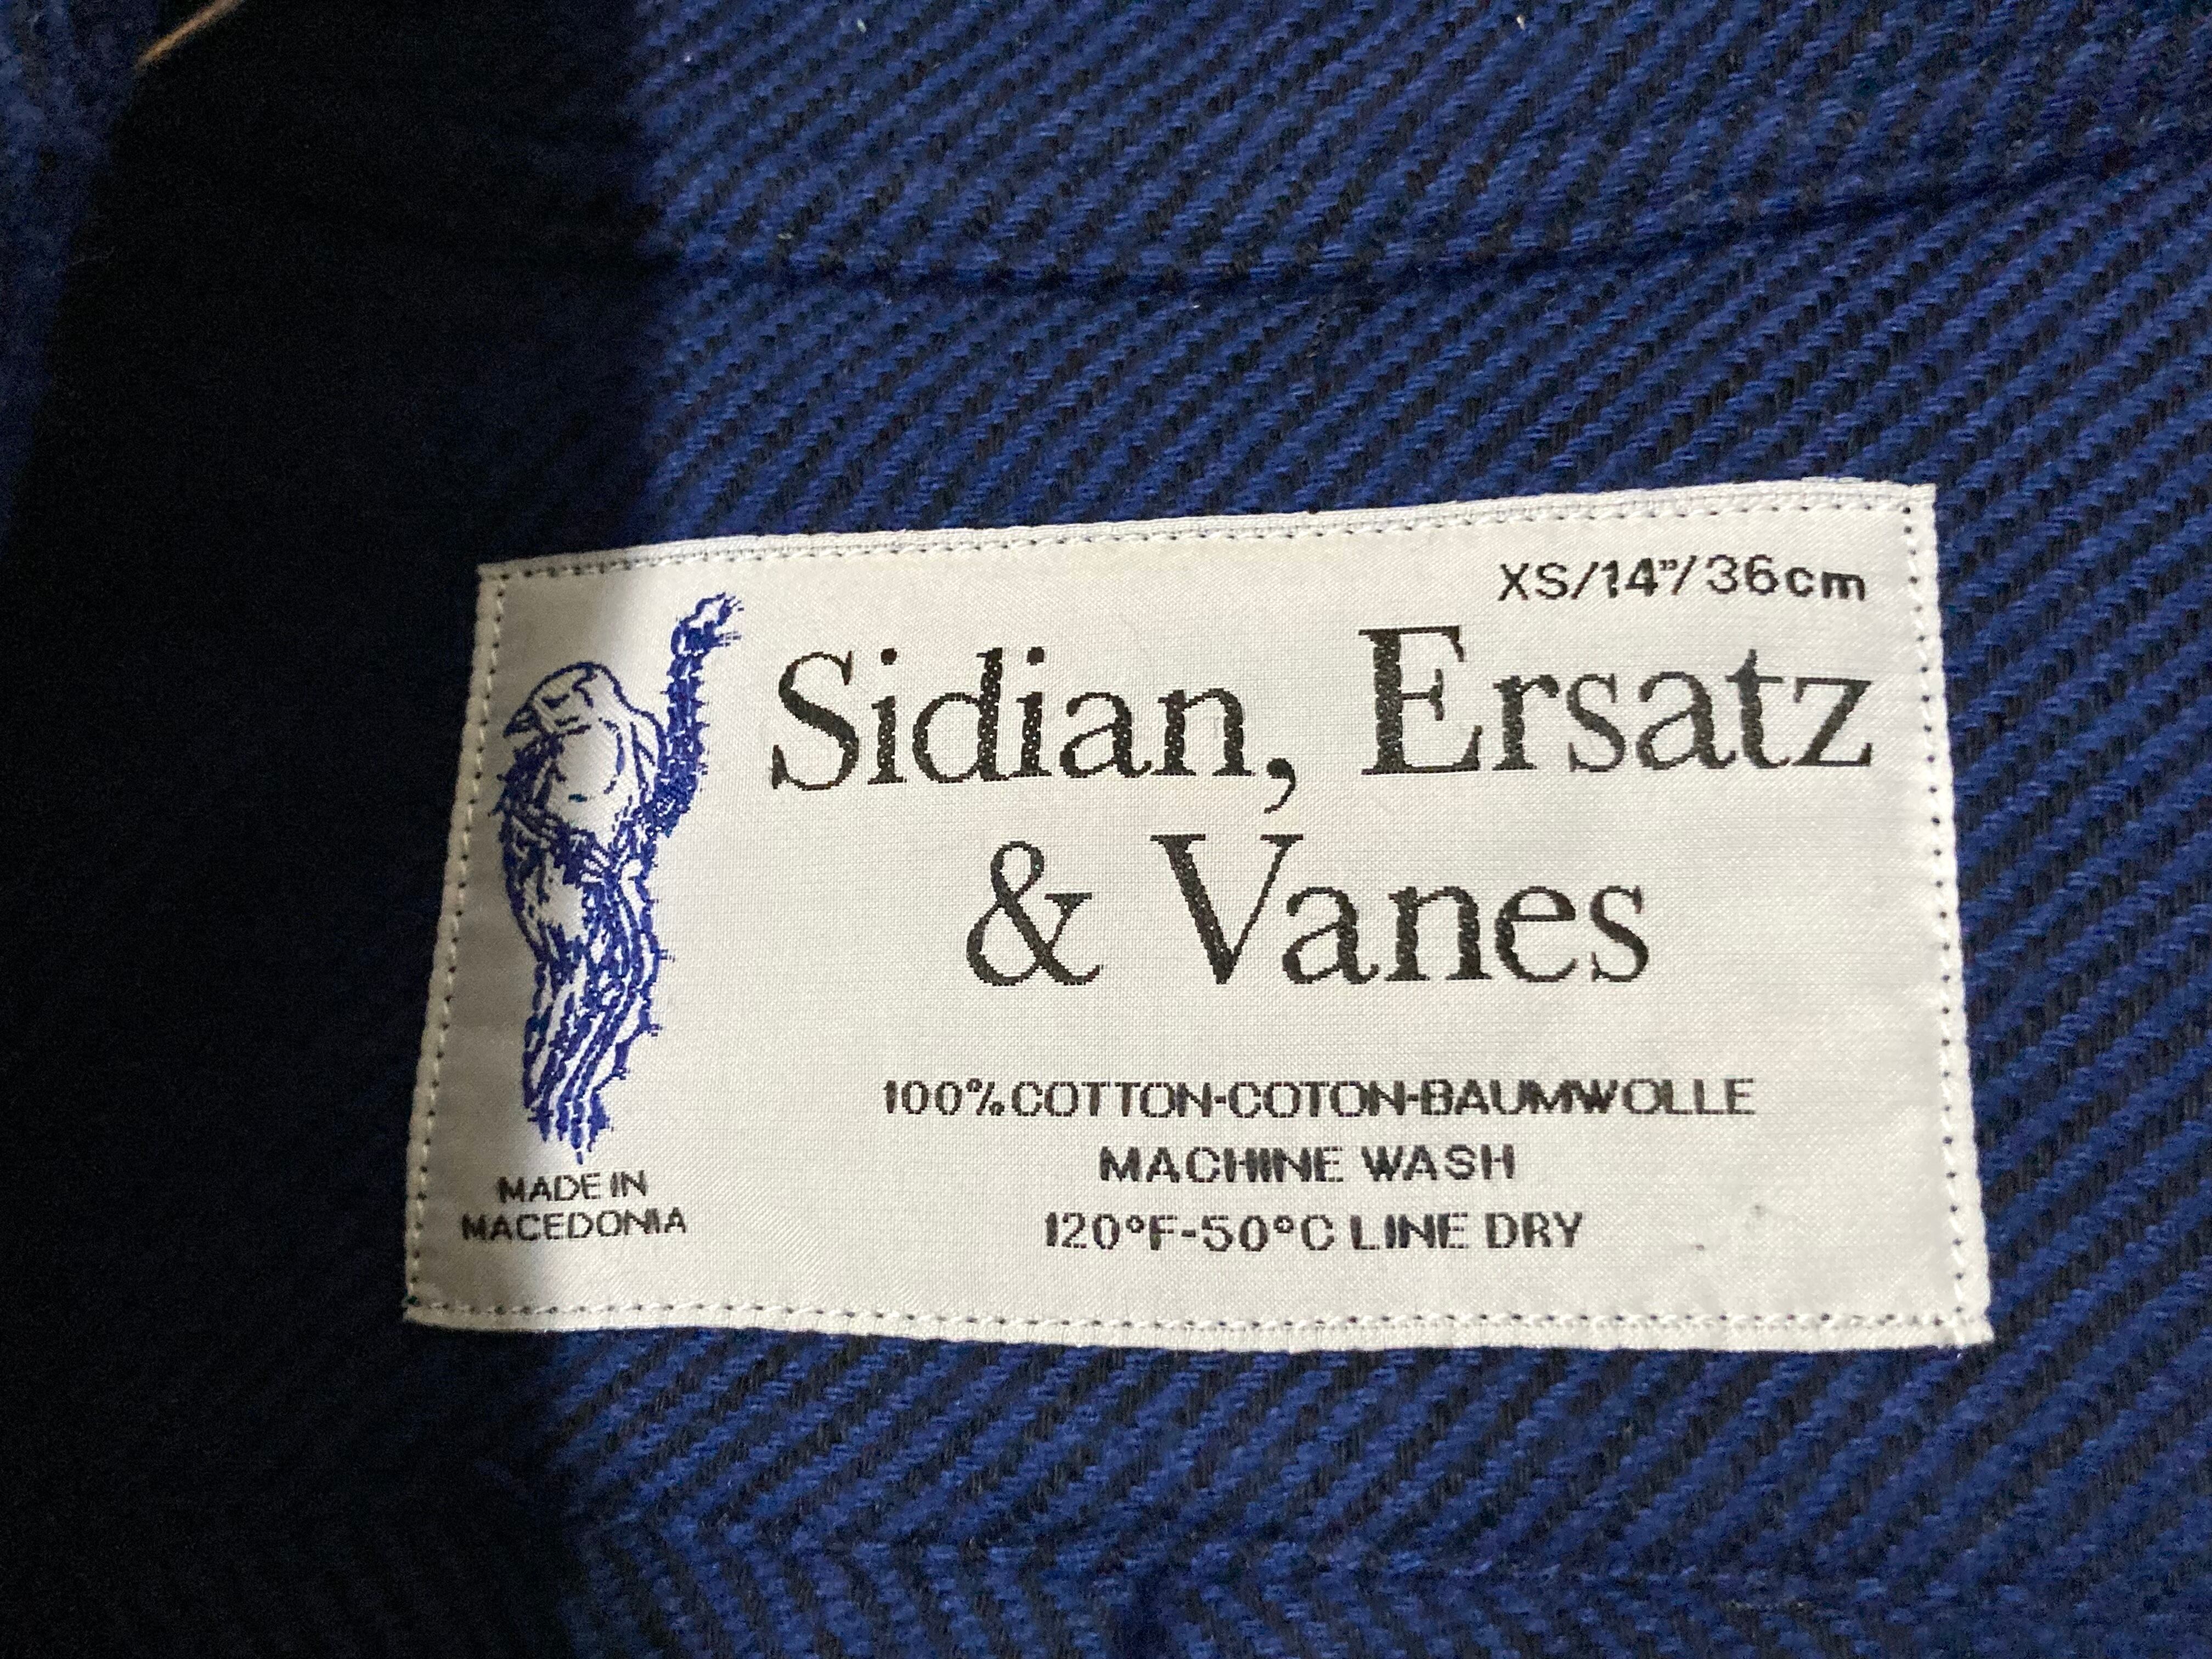 XS/14"/36cm
Sidian, Ersatz
& Vanes
100% COTTON-COTON-BAUMWOLLE
MACHINE WASH
120°F-50°C LINE DRY
MADE IN
MACEDONIA